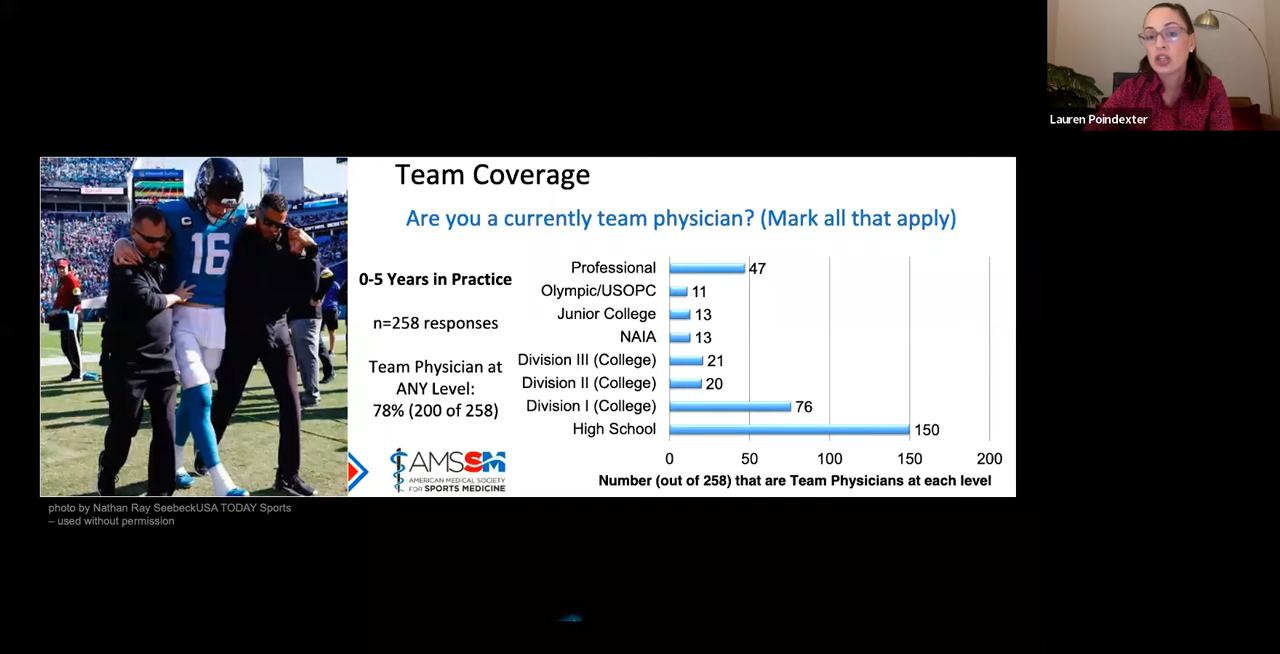 Lauren Poindexter
Team Coverage
Are you a currently team physician? (Mark all that apply)
0-5 Years in Practice
n=258 responses
Team Physician at
ANY Level:
78% (200 of 258)
Professional 47
Olympic/USOPC 11
Junior College 13
NAIA 13
Division III (College) 21
Division II (College) 20
Division I (College) 76
High School 150
0 50 100 150 200
Number (out of 258) that are Team Physicians at each level
AMSSM
AMERICAN MEDICAL SOCIETY
FOR SPORTS MEDICINE
16
C
photo by Nathan Ray SeebeckUSA TODAY Sports
– used without permission